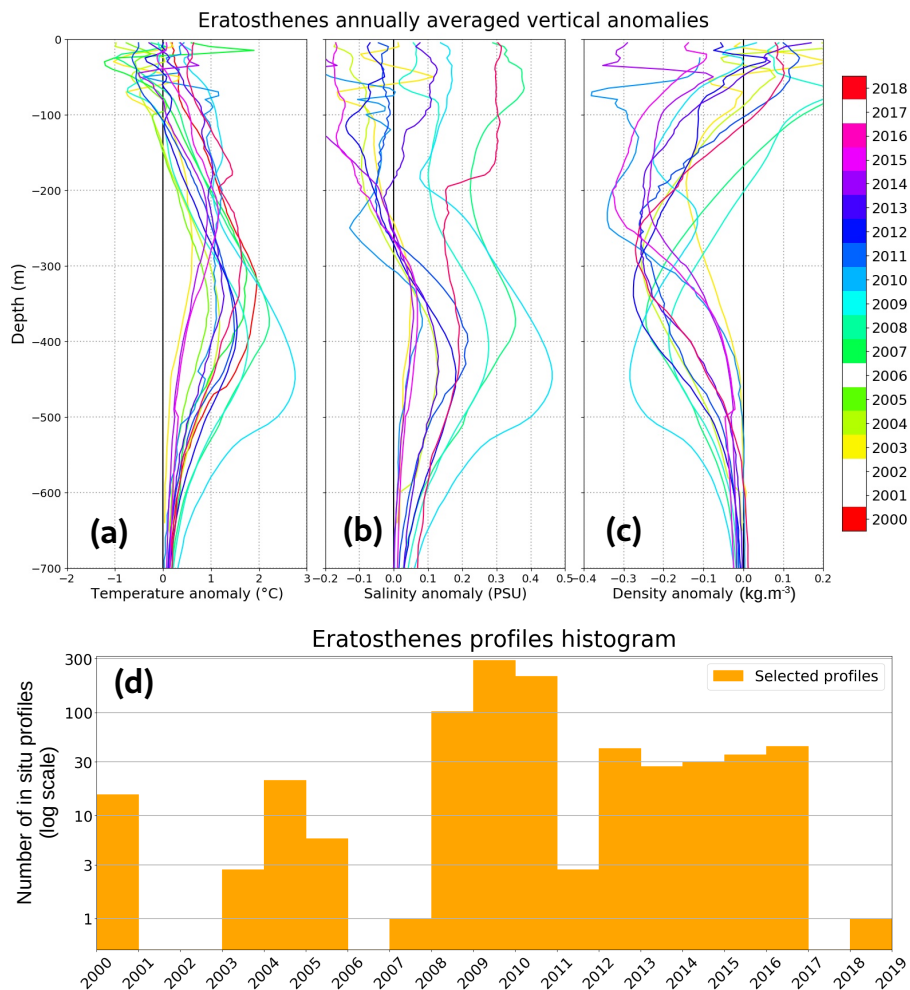 Eratosthenes annually averaged vertical anomalies
0
−100
−200
−300
−400
−500
−600
−700
Depth (m)
(a)
−2 −1 0 1 2 3
Temperature anomaly (°C)
(b)
−0.2 −0.1 0.0 0.1 0.2 0.3 0.4 0.5
Salinity anomaly (PSU)
(c)
−0.4 −0.3 −0.2 −0.1 0.0 0.1 0.2
Density anomaly (kg.m⁻³)
2018
2017
2016
2015
2014
2013
2012
2011
2010
2009
2008
2007
2006
2005
2004
2003
2002
2001
2000
Eratosthenes profiles histogram
(d)
Selected profiles
Number of in situ profiles
(log scale)
300
100
30
10
3
1
2000 2001 2002 2003 2004 2005 2006 2007 2008 2009 2010 2011 2012 2013 2014 2015 2016 2017 2018 2019